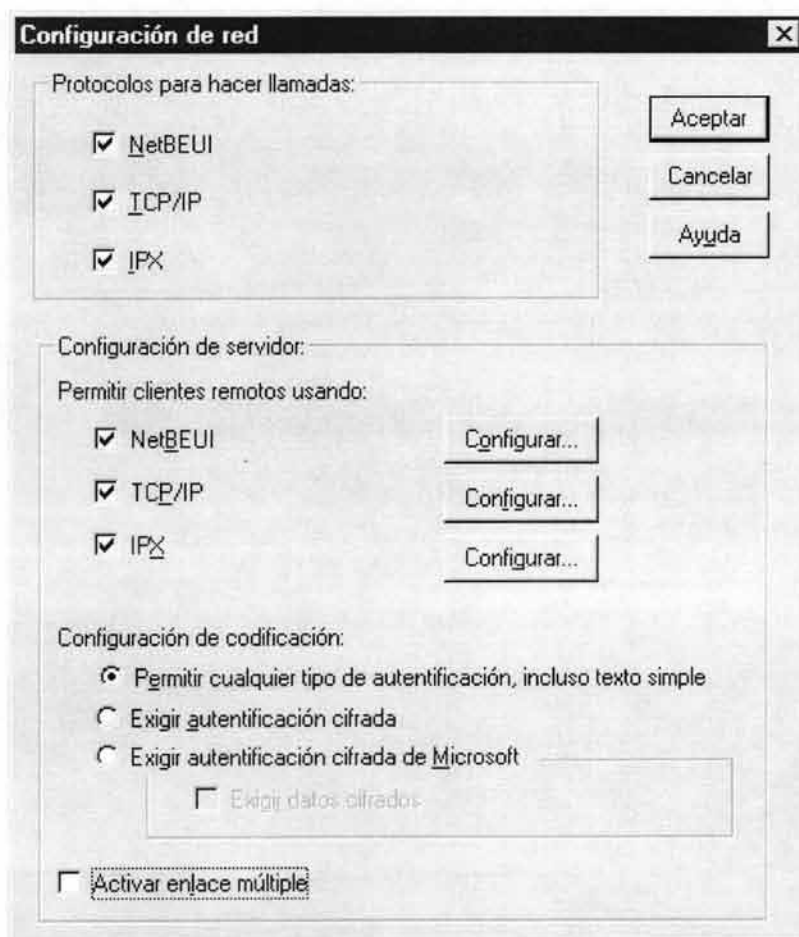 Configuración de red
Protocolos para hacer llamadas:
NetBEUI
TCP/IP
IPX
Aceptar
Cancelar
Ayuda
Configuración de servidor:
Permitir clientes remotos usando:
NetBEUI
Configurar...
TCP/IP
Configurar...
IPX
Configurar...
Configuración de codificación:
Permitir cualquier tipo de autentificación, incluso texto simple
Exigir autentificación cifrada
Exigir autentificación cifrada de Microsoft
Exigir datos cifrados
Activar enlace múltiple